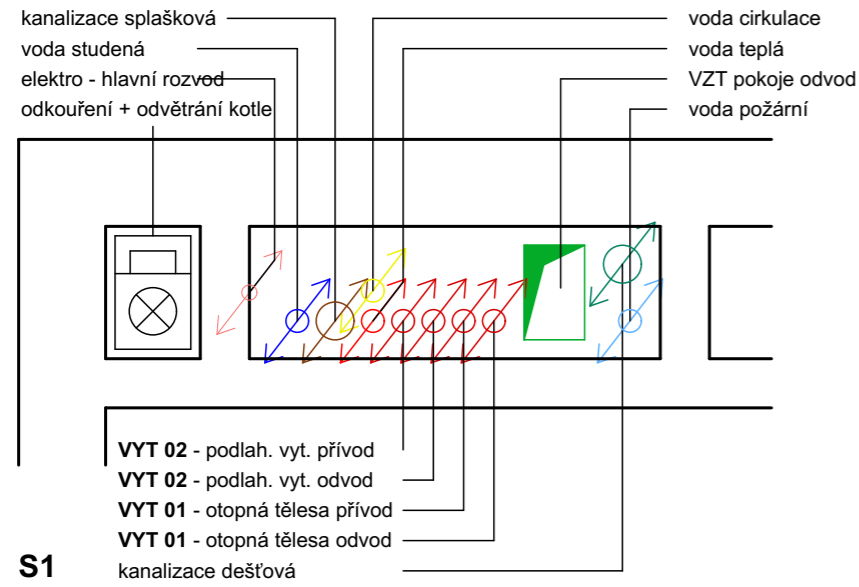 kanalizace splašková
voda studená
elektro - hlavní rozvod
odkouření + odvětrání kotle
voda cirkulace
voda teplá
VZT pokoje odvod
voda požární
VYT 02 - podlah. vyt. přívod
VYT 02 - podlah. vyt. odvod
VYT 01 - otopná tělesa přívod
VYT 01 - otopná tělesa odvod
kanalizace dešťová
S1